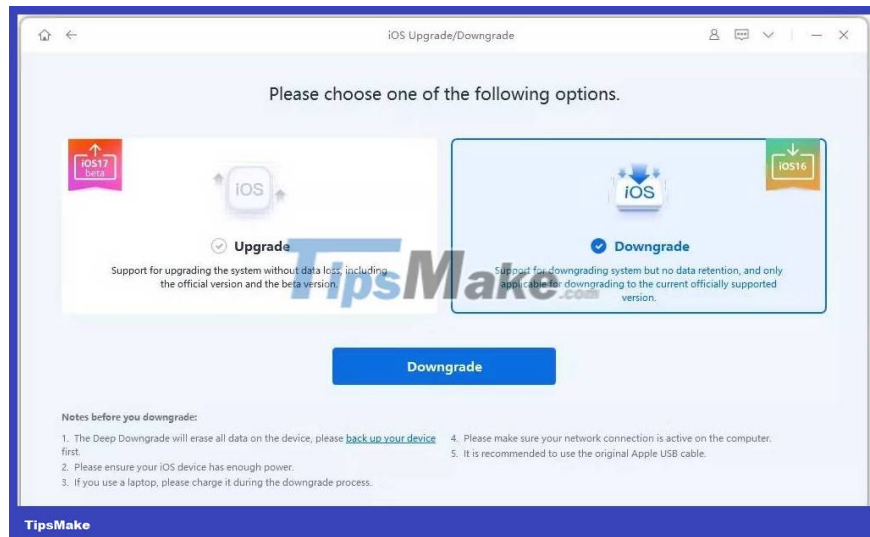 iOS Upgrade/Downgrade
Please choose one of the following options.
iOS17
beta
iOS
Upgrade
Support for upgrading the system without data loss, including
the official version and the beta version.
iOS16
iOS
Downgrade
Support for downgrading system but no data retention, and only
applicable for downgrading to the current officially supported
version.
TipsMake.com
Downgrade
Notes before you downgrade:
1. The Deep Downgrade will erase all data on the device, please back up your device
first.
2. Please ensure your iOS device has enough power.
3. If you use a laptop, please charge it during the downgrade process.
4. Please make sure your network connection is active on the computer.
5. It is recommended to use the original Apple USB cable.
TipsMake